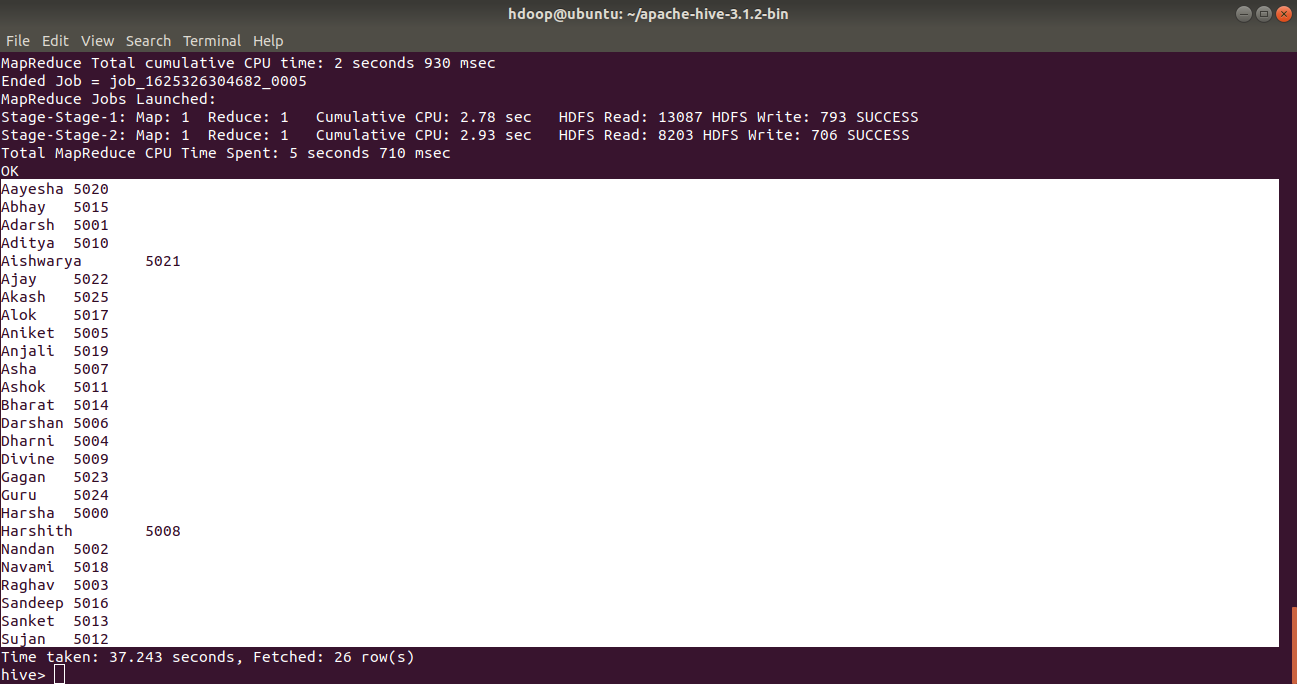 hdoop@ubuntu: ~/apache-hive-3.1.2-bin
File Edit View Search Terminal Help
MapReduce Total cumulative CPU time: 2 seconds 930 msec
Ended Job = job_1625326304682_0005
MapReduce Jobs Launched:
Stage-Stage-1: Map: 1  Reduce: 1   Cumulative CPU: 2.78 sec   HDFS Read: 13087 HDFS Write: 793 SUCCESS
Stage-Stage-2: Map: 1  Reduce: 1   Cumulative CPU: 2.93 sec   HDFS Read: 8203 HDFS Write: 706 SUCCESS
Total MapReduce CPU Time Spent: 5 seconds 710 msec
OK
Aayesha 5020
Abhay   5015
Adarsh  5001
Aditya  5010
Aishwarya       5021
Ajay    5022
Akash   5025
Alok    5017
Aniket  5005
Anjali  5019
Asha    5007
Ashok   5011
Bharat  5014
Darshan 5006
Dharni  5004
Divine  5009
Gagan   5023
Guru    5024
Harsha  5000
Harshith        5008
Nandan  5002
Navami  5018
Raghav  5003
Sandeep 5016
Sanket  5013
Sujan   5012
Time taken: 37.243 seconds, Fetched: 26 row(s)
hive>